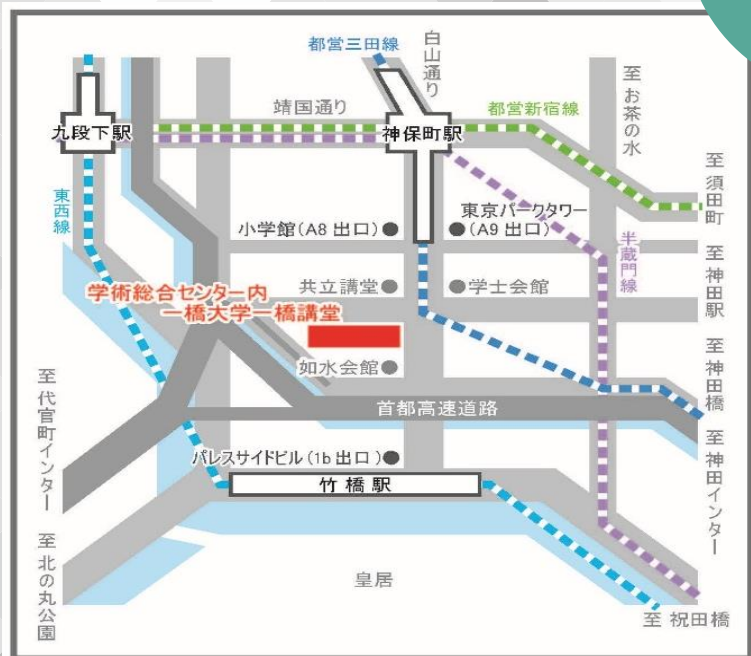 都営三田線
白山通り
靖国通り
都営新宿線
至 お茶の水
九段下駅
神保町駅
至 須田町
東西線
小学館(A8 出口)
東京パークタワー
(A9 出口)
半蔵門線
至 神田駅
学術総合センター内
一橋大学一橋講堂
共立講堂
学士会館
如水会館
至 神田橋
至 代官町インター
首都高速道路
パレスサイドビル(1b 出口)
竹橋駅
至 神田インター
至 北の丸公園
皇居
至 祝田橋